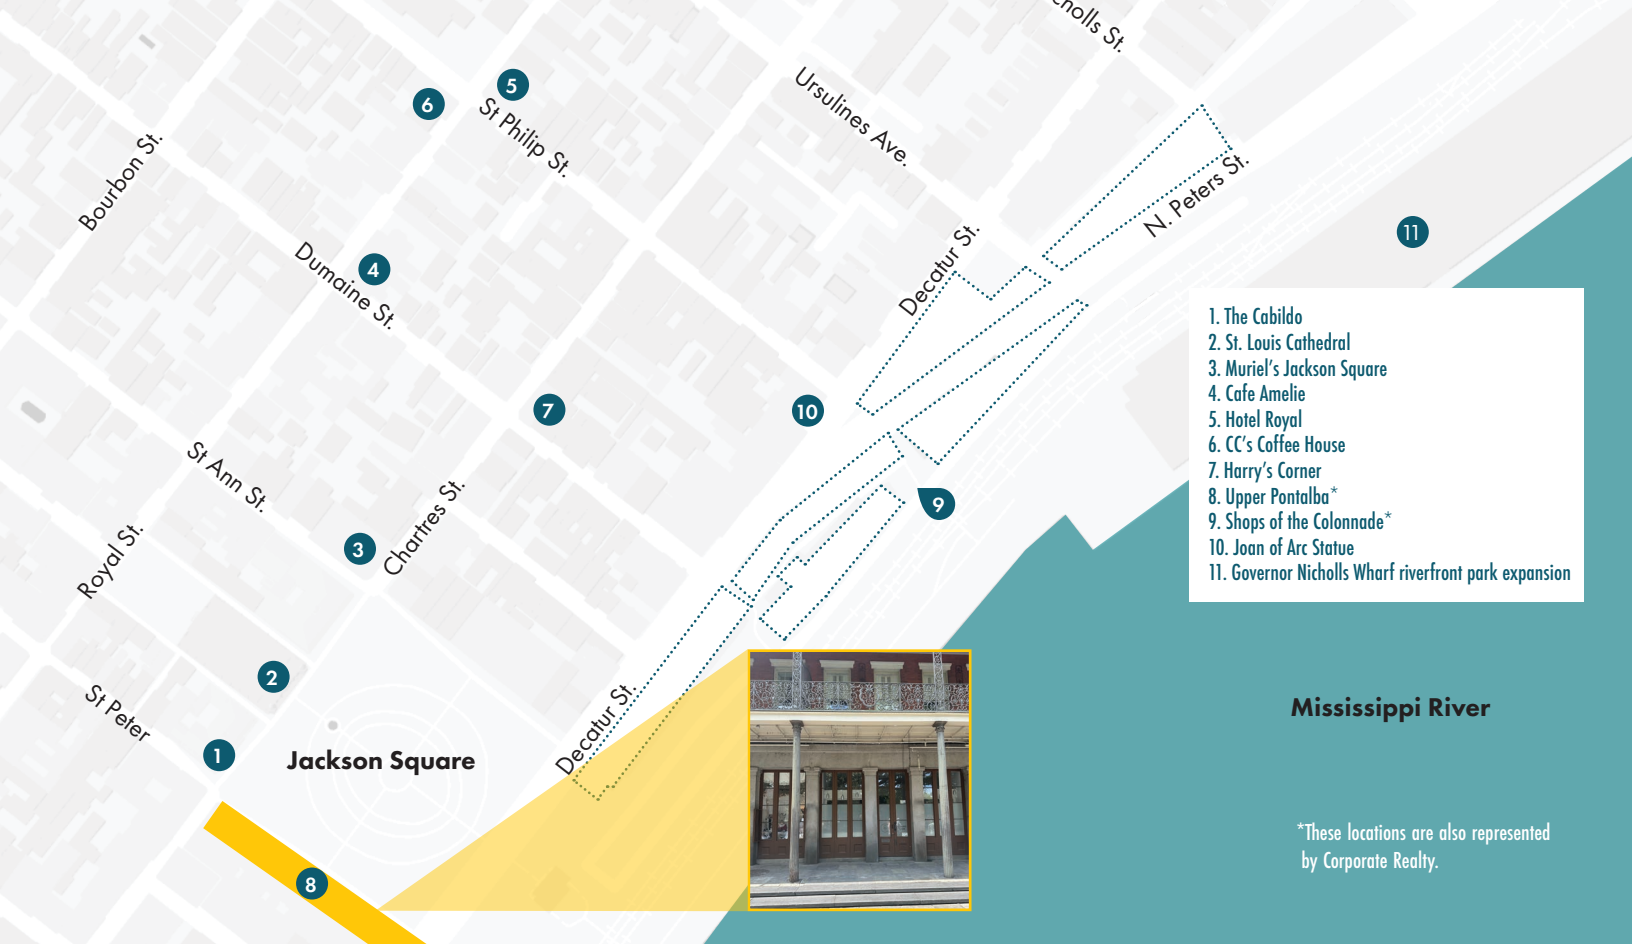 cholls St.
Ursulines Ave.
5
6
St Philip St.
Bourbon St.
N. Peters St.
11
Decatur St.
Dumaine St.
4
1. The Cabildo
2. St. Louis Cathedral
3. Muriel's Jackson Square
4. Cafe Amelie
5. Hotel Royal
6. CC's Coffee House
7. Harry's Corner
8. Upper Pontalba*
9. Shops of the Colonnade*
10. Joan of Arc Statue
11. Governor Nicholls Wharf riverfront park expansion
7
10
St Ann St.
9
Chartres St.
Royal St.
3
2
St Peter
Decatur St.
Mississippi River
1
Jackson Square
8
*These locations are also represented
by Corporate Realty.